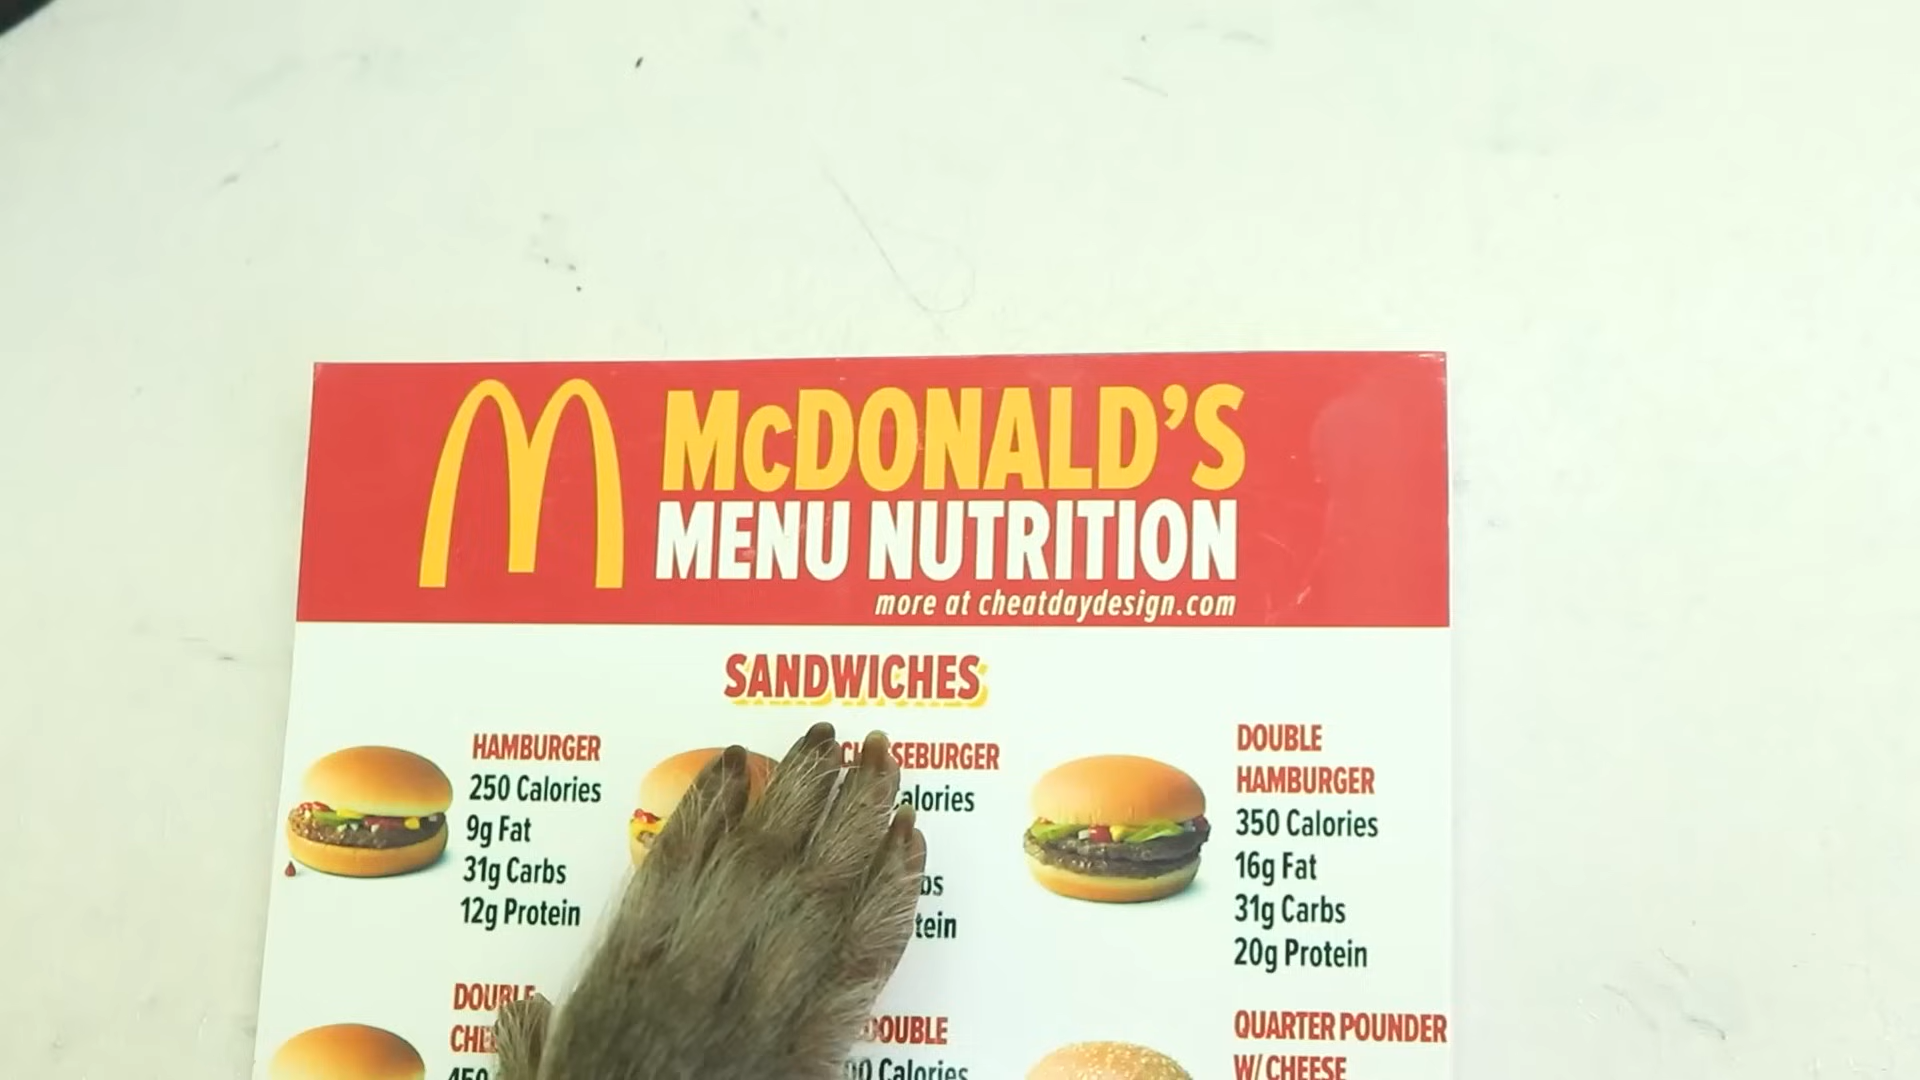 McDONALD'S
MENU NUTRITION
more at cheatdaydesign.com
SANDWICHES
HAMBURGER
250 Calories
9g Fat
31g Carbs
12g Protein
DOUBLE
HAMBURGER
350 Calories
16g Fat
31g Carbs
20g Protein
DOUBLE
QUARTER POUNDER
W/ CHEESE